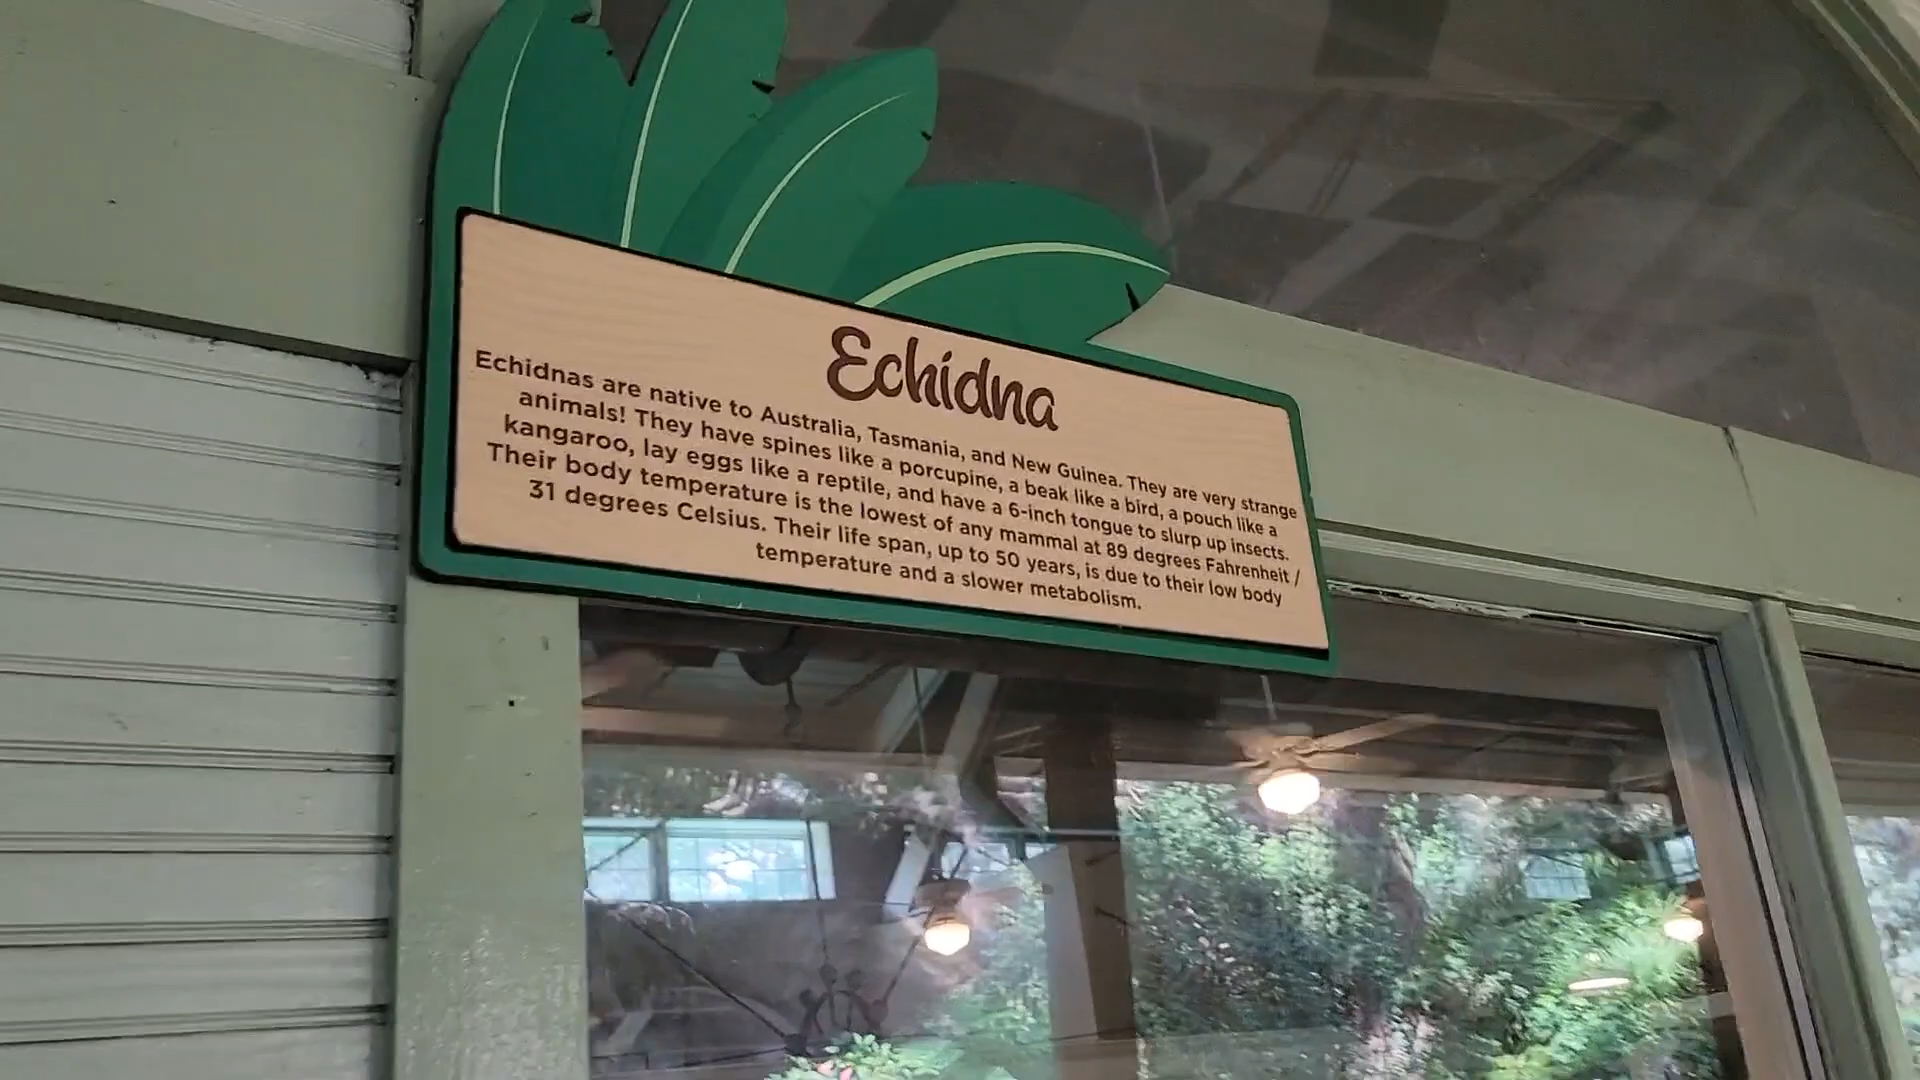 Echidna
Echidnas are native to Australia, Tasmania, and New Guinea. They are very strange
animals! They have spines like a porcupine, a beak like a bird, a pouch like a
kangaroo, lay eggs like a reptile, and have a 6-inch tongue to slurp up insects.
Their body temperature is the lowest of any mammal at 89 degrees Fahrenheit /
31 degrees Celsius. Their life span, up to 50 years, is due to their low body
temperature and a slower metabolism.